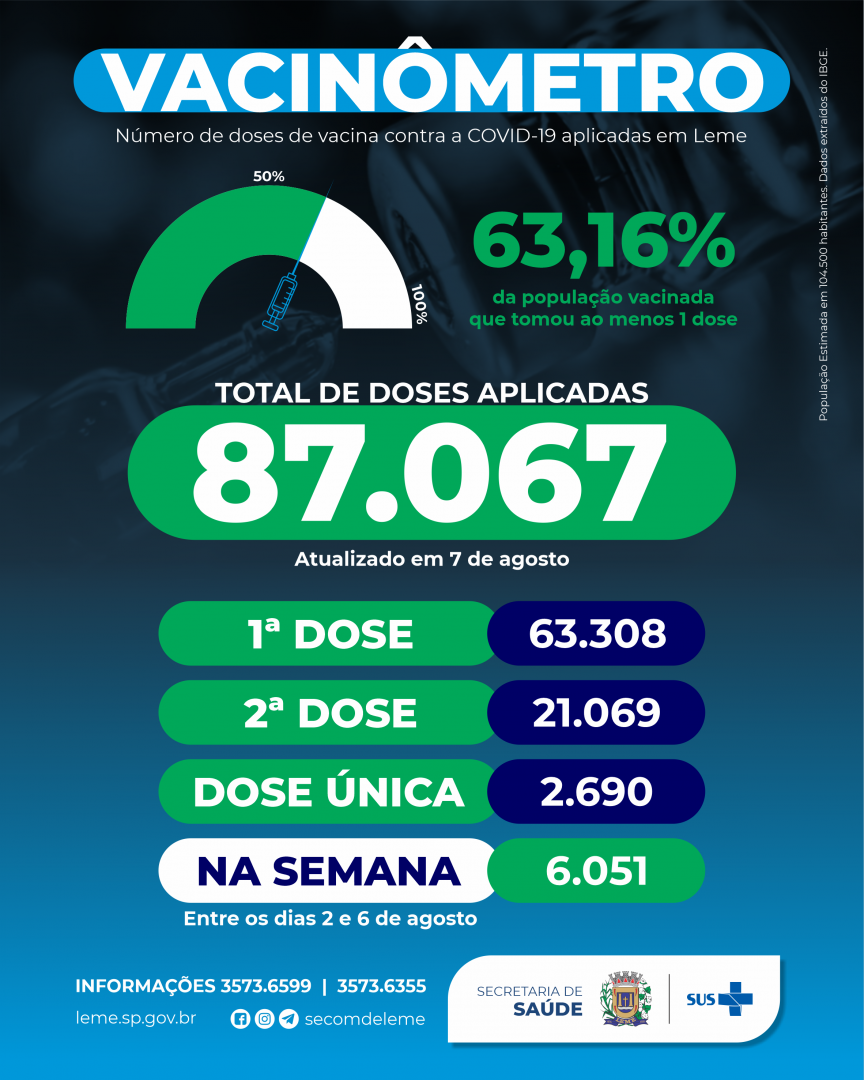 VACINÔMETRO
Número de doses de vacina contra a COVID-19 aplicadas em Leme
População Estimada em 104.500 habitantes. Dados extraídos do IBGE.
50%
100%
63,16%
da população vacinada
que tomou ao menos 1 dose
TOTAL DE DOSES APLICADAS
87.067
Atualizado em 7 de agosto
1ª DOSE 63.308
2ª DOSE 21.069
DOSE ÚNICA 2.690
NA SEMANA 6.051
Entre os dias 2 e 6 de agosto
INFORMAÇÕES 3573.6599 | 3573.6355
leme.sp.gov.br secomdeleme
SECRETARIA DE
SAÚDE
SUS